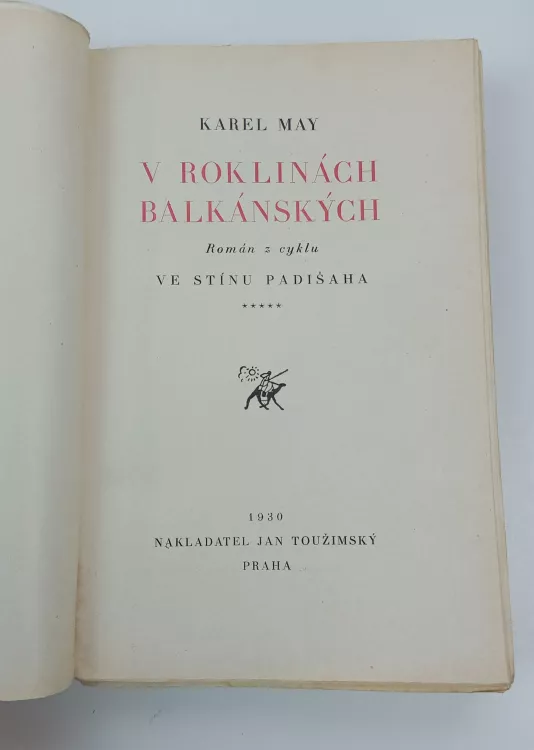 KAREL MAY
V ROKLINÁCH
BALKÁNSKÝCH
Román z cyklu
VE STÍNU PADIŠAHA
*****
1930
NAKLADATEL JAN TOUŽIMSKÝ
PRAHA